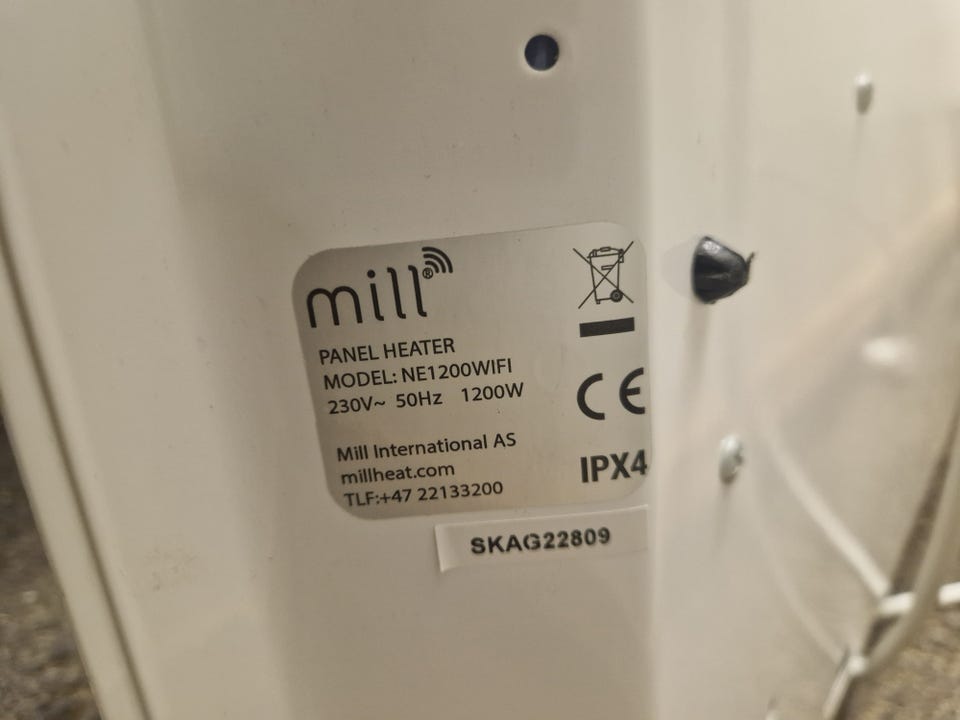 mill®
PANEL HEATER
MODEL: NE1200WIFI
230V~ 50Hz 1200W
Mill International AS
millheat.com
TLF:+47 22133200
CE
IPX4
SKAG22809